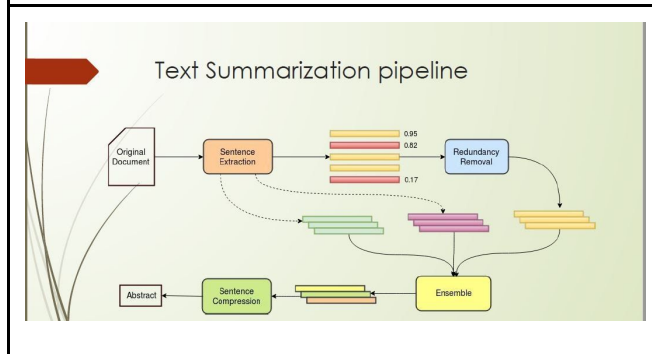 Text Summarization pipeline
Original
Document
Sentence
Extraction
0.95
0.82
0.17
Redundancy
Removal
Abstract
Sentence
Compression
Ensemble